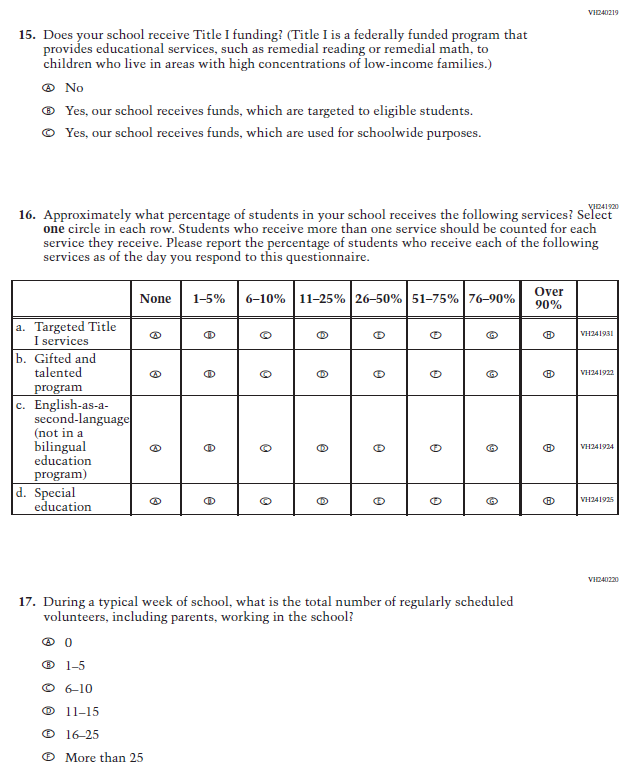 VH240219
15. Does your school receive Title I funding? (Title I is a federally funded program that
provides educational services, such as remedial reading or remedial math, to
children who live in areas with high concentrations of low-income families.)
Ⓐ No
Ⓑ Yes, our school receives funds, which are targeted to eligible students.
Ⓒ Yes, our school receives funds, which are used for schoolwide purposes.
VH241920
16. Approximately what percentage of students in your school receives the following services? Select
one circle in each row. Students who receive more than one service should be counted for each
service they receive. Please report the percentage of students who receive each of the following
services as of the day you respond to this questionnaire.
None 1–5% 6–10% 11–25% 26–50% 51–75% 76–90% Over
90%
a. Targeted Title
I services
Ⓐ Ⓑ Ⓒ Ⓓ Ⓔ Ⓕ Ⓖ Ⓗ VH241931
b. Gifted and
talented
program
Ⓐ Ⓑ Ⓒ Ⓓ Ⓔ Ⓕ Ⓖ Ⓗ VH241922
c. English-as-a-
second-language
(not in a
bilingual
education
program)
Ⓐ Ⓑ Ⓒ Ⓓ Ⓔ Ⓕ Ⓖ Ⓗ VH241924
d. Special
education
Ⓐ Ⓑ Ⓒ Ⓓ Ⓔ Ⓕ Ⓖ Ⓗ VH241925
VH240220
17. During a typical week of school, what is the total number of regularly scheduled
volunteers, including parents, working in the school?
Ⓐ 0
Ⓑ 1–5
Ⓒ 6–10
Ⓓ 11–15
Ⓔ 16–25
Ⓕ More than 25